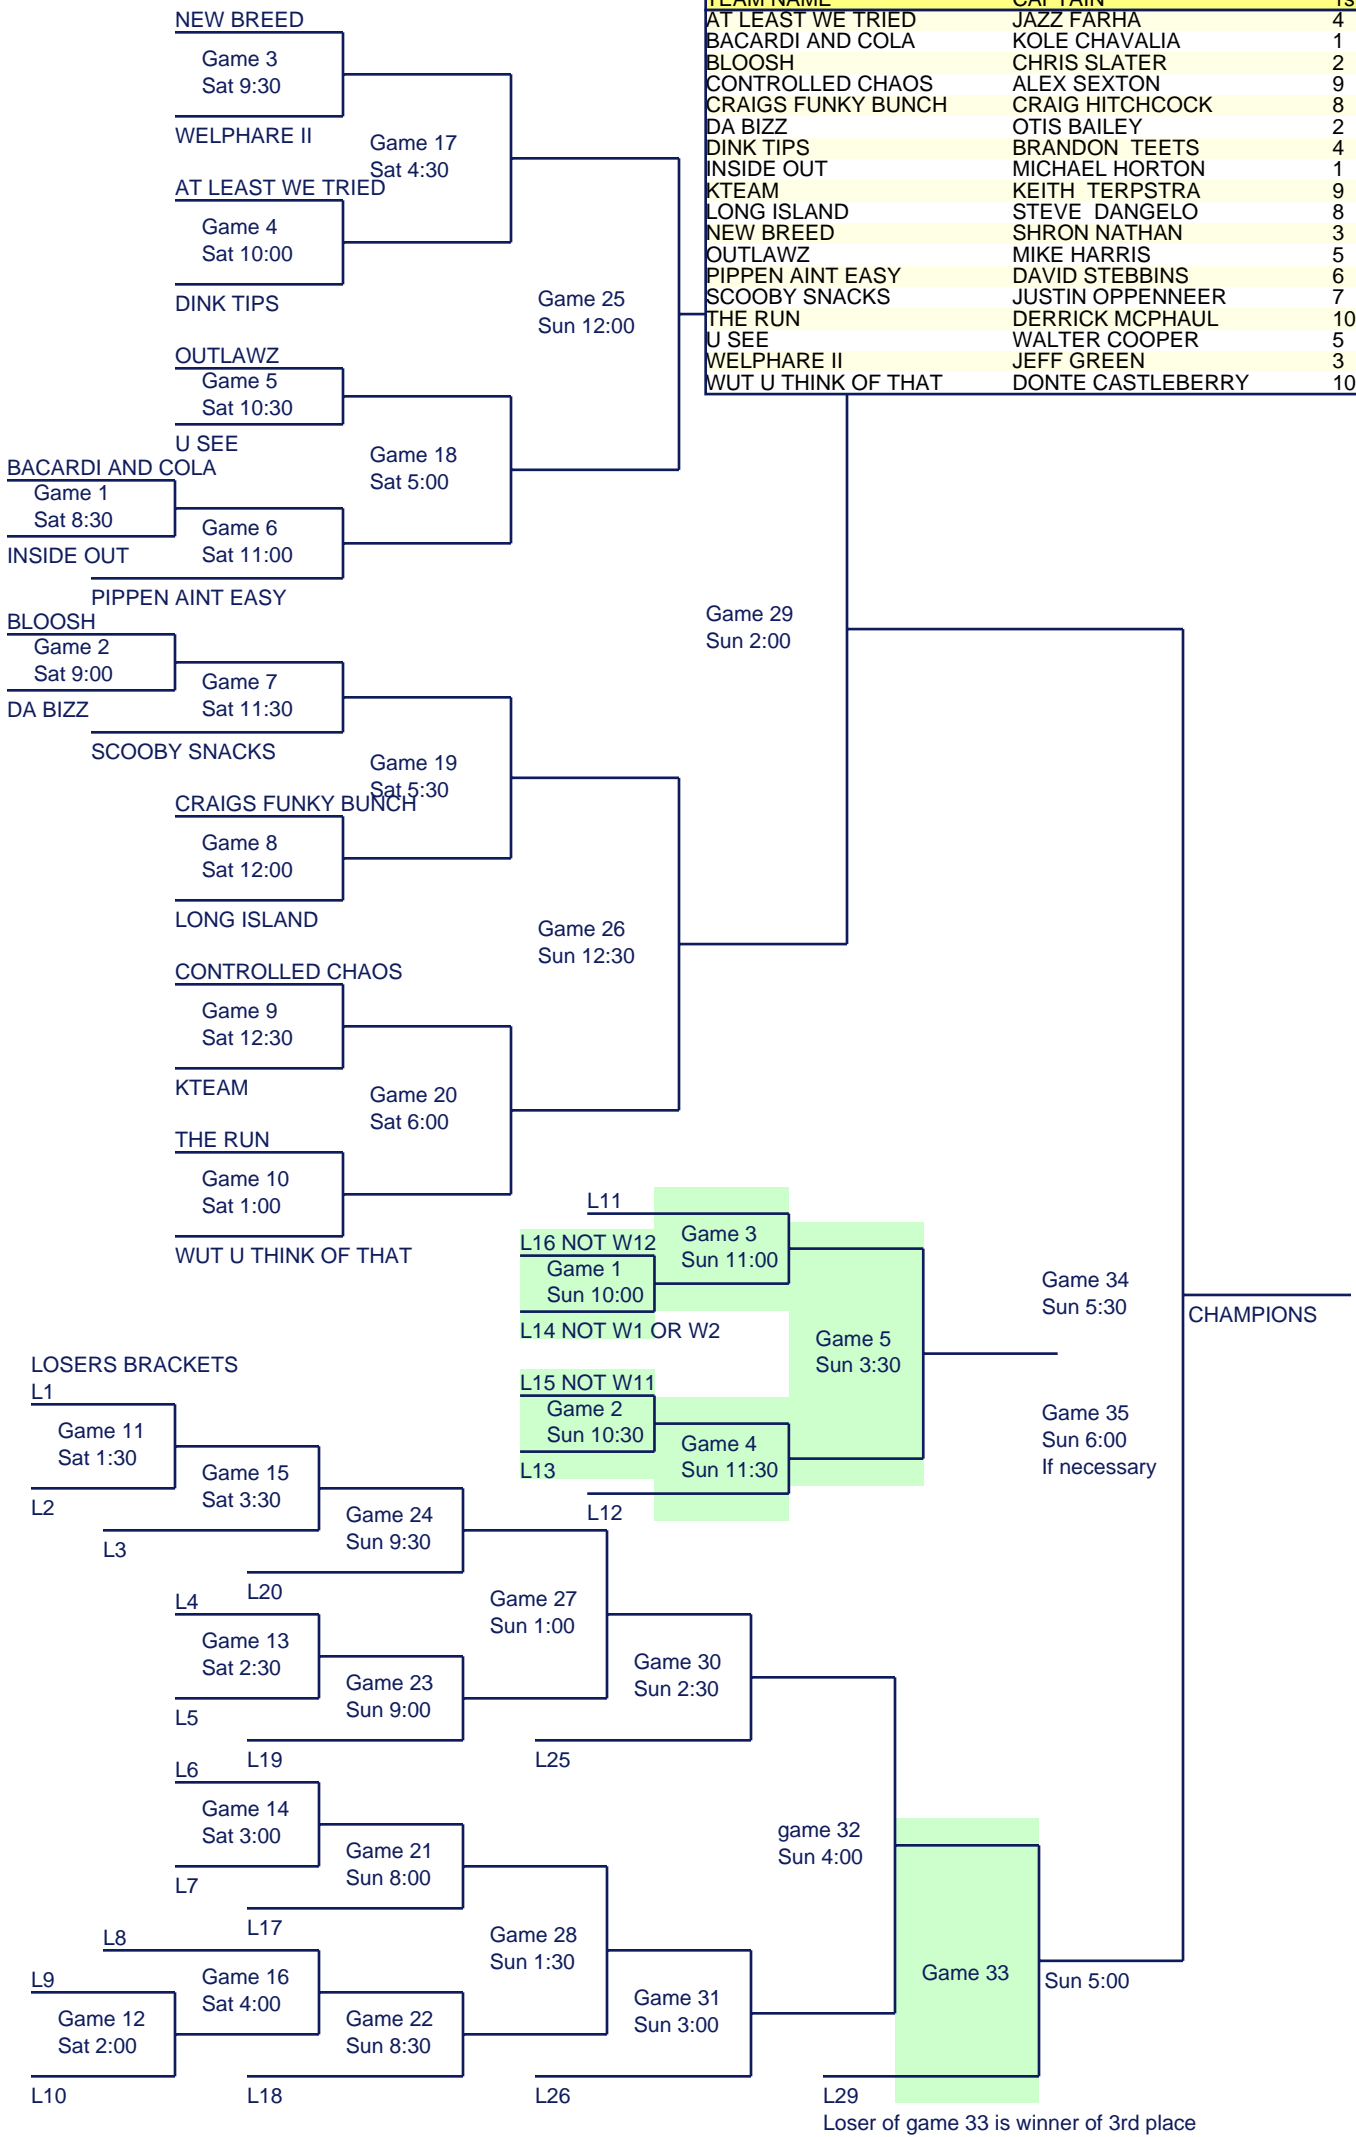 TEAM NAME CAPTAIN
AT LEAST WE TRIED JAZZ FARHA 4
BACARDI AND COLA KOLE CHAVALIA 1
BLOOSH CHRIS SLATER 2
CONTROLLED CHAOS ALEX SEXTON 9
CRAIGS FUNKY BUNCH CRAIG HITCHCOCK 8
DA BIZZ OTIS BAILEY 2
DINK TIPS BRANDON TEETS 4
INSIDE OUT MICHAEL HORTON 1
KTEAM KEITH TERPSTRA 9
LONG ISLAND STEVE DANGELO 8
NEW BREED SHRON NATHAN 3
OUTLAWZ MIKE HARRIS 5
PIPPEN AINT EASY DAVID STEBBINS 6
SCOOBY SNACKS JUSTIN OPPENNEER 7
THE RUN DERRICK MCPHAUL 10
U SEE WALTER COOPER 5
WELPHARE II JEFF GREEN 3
WUT U THINK OF THAT DONTE CASTLEBERRY 10
NEW BREED
Game 3
Sat 9:30
WELPHARE II
Game 17
Sat 4:30
AT LEAST WE TRIED
Game 4
Sat 10:00
DINK TIPS
Game 25
Sun 12:00
OUTLAWZ
Game 5
Sat 10:30
U SEE
Game 18
Sat 5:00
BACARDI AND COLA
Game 1
Sat 8:30
INSIDE OUT
Game 6
Sat 11:00
PIPPEN AINT EASY
Game 29
Sun 2:00
BLOOSH
Game 2
Sat 9:00
DA BIZZ
Game 7
Sat 11:30
SCOOBY SNACKS
Game 19
Sat 5:30
CRAIGS FUNKY BUNCH
Game 8
Sat 12:00
LONG ISLAND
Game 26
Sun 12:30
CONTROLLED CHAOS
Game 9
Sat 12:30
KTEAM
Game 20
Sat 6:00
THE RUN
Game 10
Sat 1:00
WUT U THINK OF THAT
L11
Game 3
Sun 11:00
L16 NOT W12
Game 1
Sun 10:00
L14 NOT W1 OR W2
Game 5
Sun 3:30
L15 NOT W11
Game 2
Sun 10:30
L13
Game 4
Sun 11:30
L12
Game 34
Sun 5:30
CHAMPIONS
Game 35
Sun 6:00
If necessary
LOSERS BRACKETS
L1
Game 11
Sat 1:30
L2
Game 15
Sat 3:30
L3
Game 24
Sun 9:30
L20
Game 27
Sun 1:00
L4
Game 13
Sat 2:30
L5
Game 23
Sun 9:00
L19
Game 30
Sun 2:30
L25
L6
Game 14
Sat 3:00
L7
Game 21
Sun 8:00
L17
game 32
Sun 4:00
Game 28
Sun 1:30
L8
L9
Game 16
Sat 4:00
Game 12
Sat 2:00
L10
Game 22
Sun 8:30
L18
Game 31
Sun 3:00
L26
Game 33
Sun 5:00
L29
Loser of game 33 is winner of 3rd place